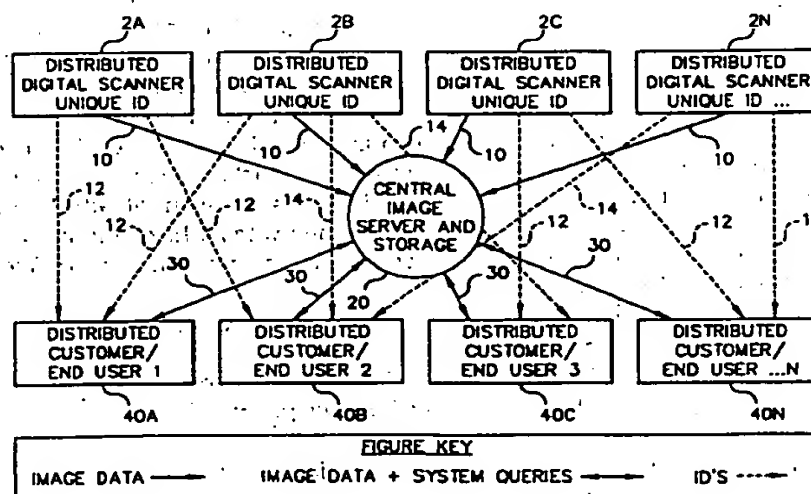 2A 2B 2C 2N
DISTRIBUTED DISTRIBUTED DISTRIBUTED DISTRIBUTED
DIGITAL SCANNER DIGITAL SCANNER DIGITAL SCANNER DIGITAL SCANNER
UNIQUE ID UNIQUE ID UNIQUE ID UNIQUE ID ...
14
10 10 10 10
12 CENTRAL
IMAGE
SERVER AND
STORAGE
12 12 14 12 14 12
30 30 20 30 30
DISTRIBUTED DISTRIBUTED DISTRIBUTED DISTRIBUTED
CUSTOMER/ CUSTOMER/ CUSTOMER/ CUSTOMER/
END USER 1 END USER 2 END USER 3 END USER ...N
40A 40B 40C 40N
FIGURE KEY
IMAGE DATA IMAGE DATA + SYSTEM QUERIES ID'S